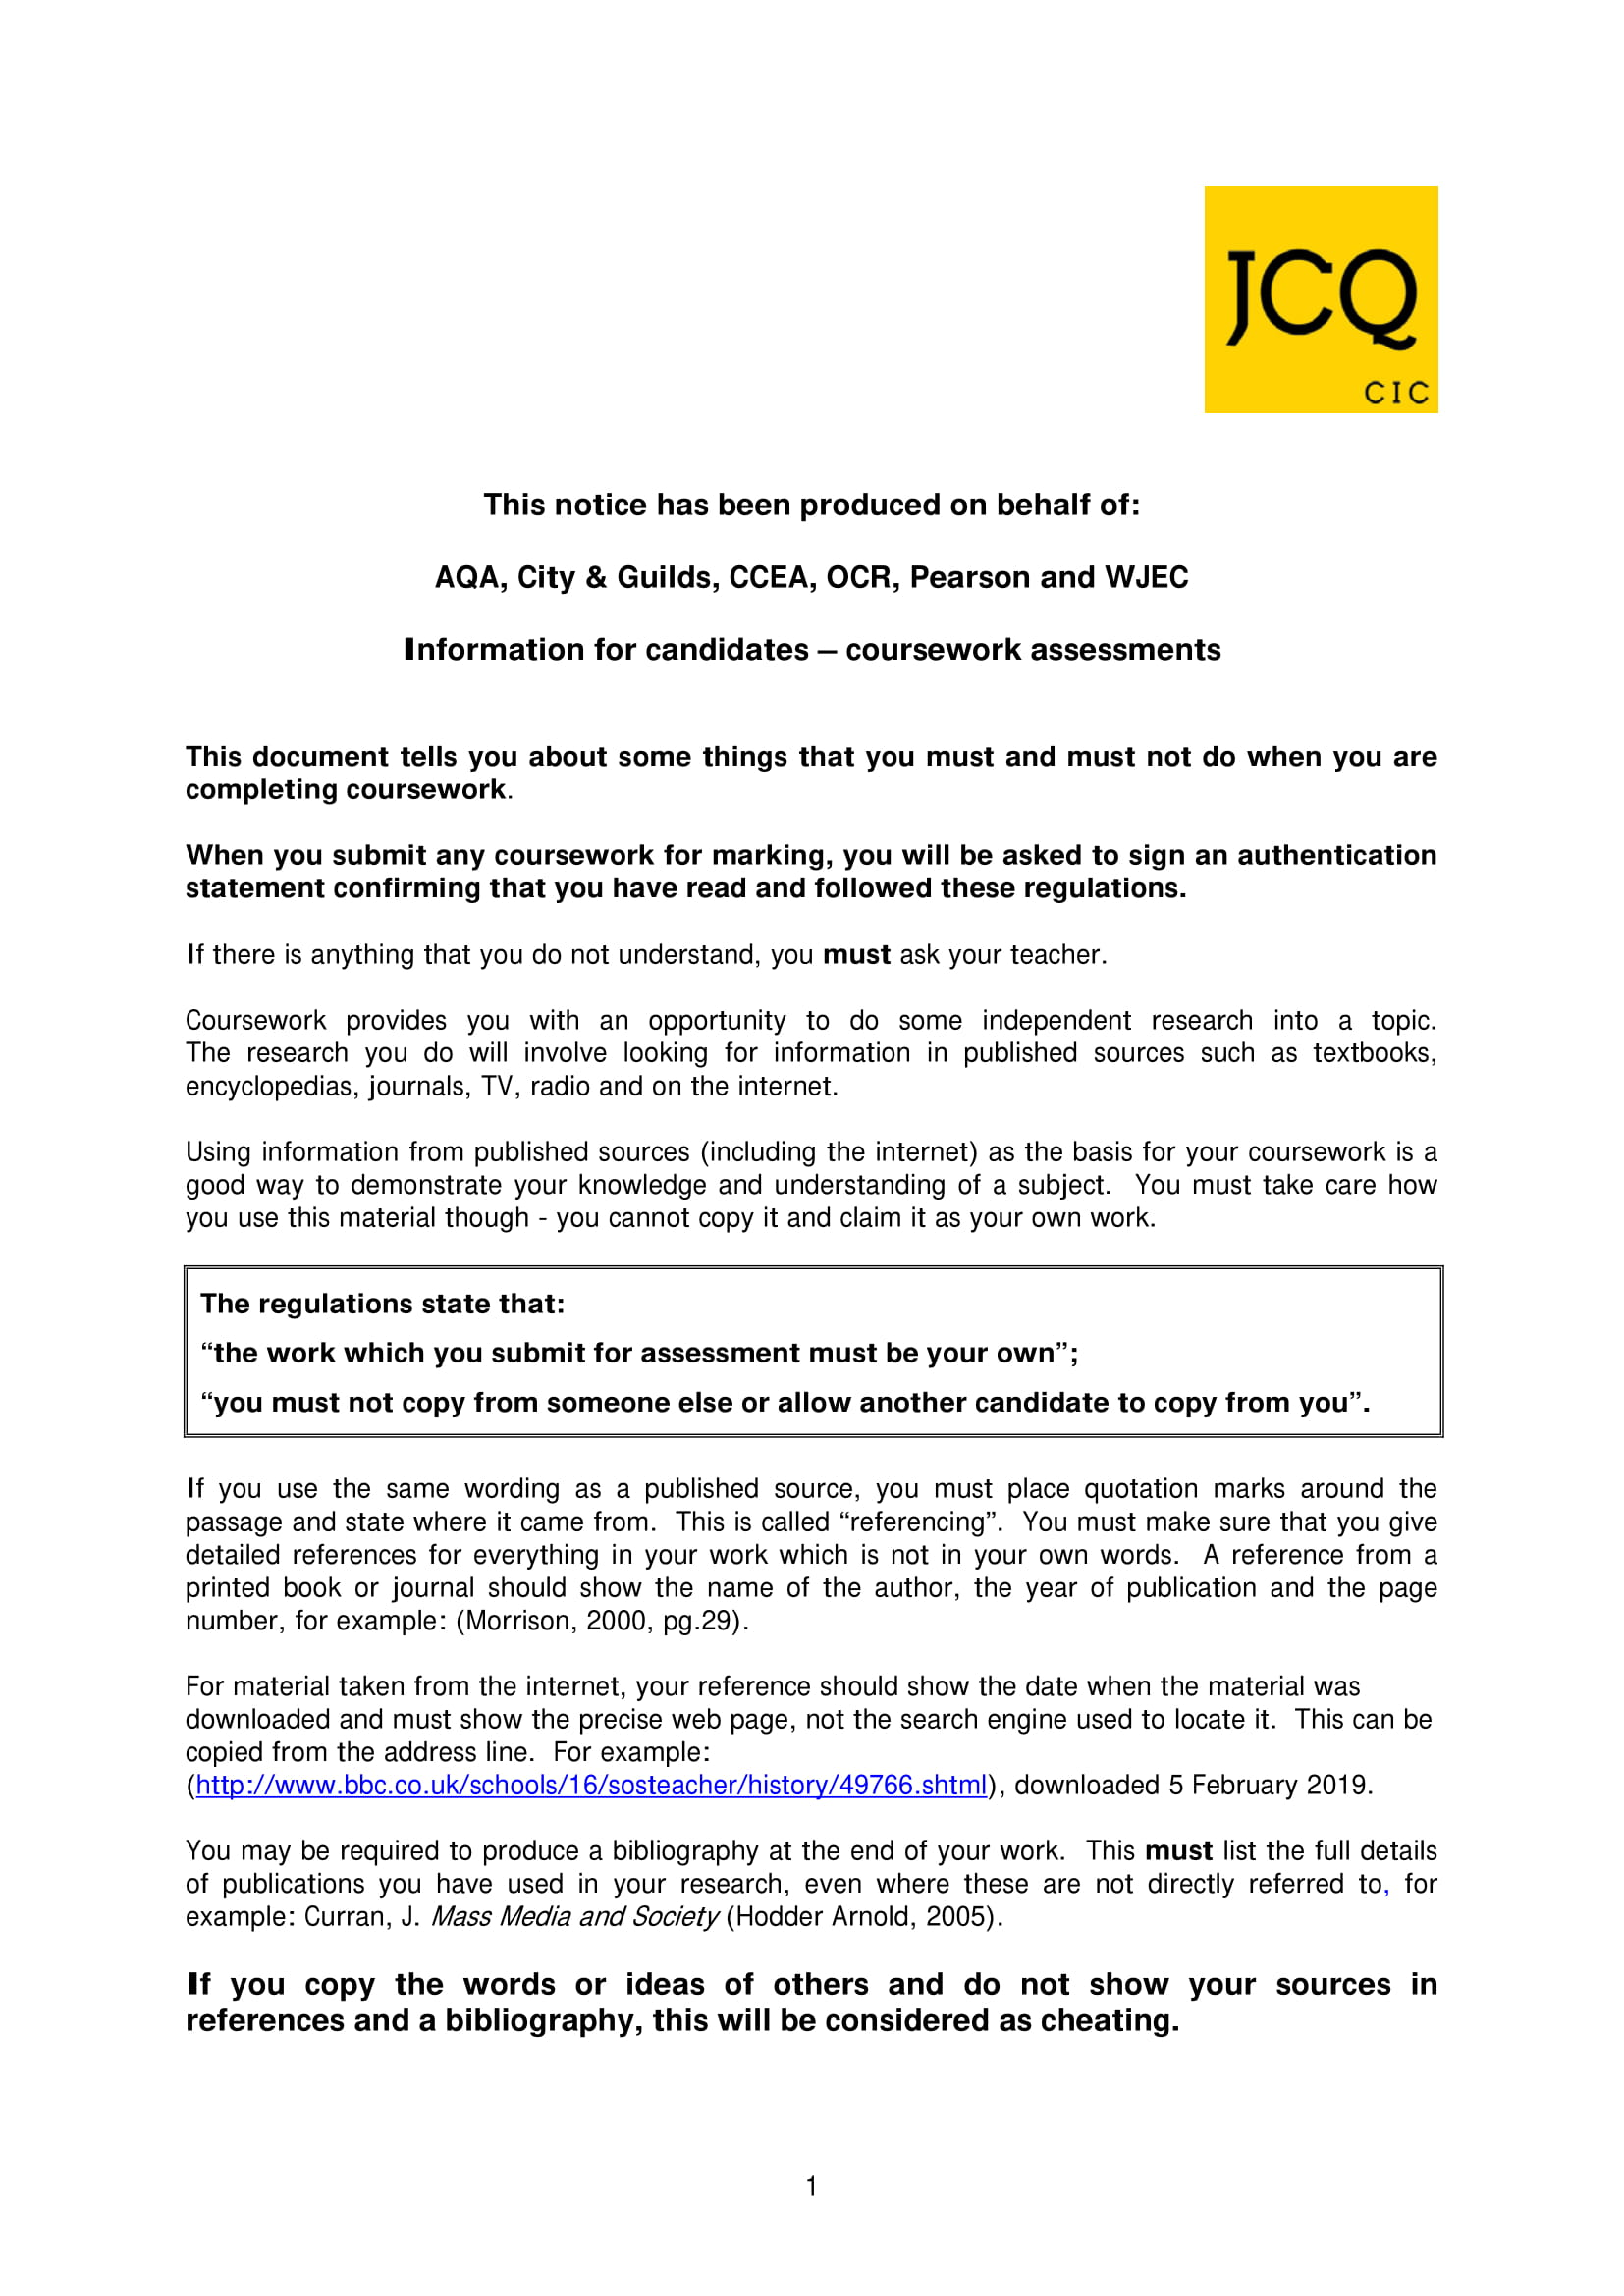 JCQ
CIC
This notice has been produced on behalf of:
AQA, City & Guilds, CCEA, OCR, Pearson and WJEC
Information for candidates – coursework assessments
This document tells you about some things that you must and must not do when you are
completing coursework.
When you submit any coursework for marking, you will be asked to sign an authentication
statement confirming that you have read and followed these regulations.
If there is anything that you do not understand, you must ask your teacher.
Coursework provides you with an opportunity to do some independent research into a topic.
The research you do will involve looking for information in published sources such as textbooks,
encyclopedias, journals, TV, radio and on the internet.
Using information from published sources (including the internet) as the basis for your coursework is a
good way to demonstrate your knowledge and understanding of a subject.  You must take care how
you use this material though - you cannot copy it and claim it as your own work.
The regulations state that:
“the work which you submit for assessment must be your own”;
“you must not copy from someone else or allow another candidate to copy from you”.
If you use the same wording as a published source, you must place quotation marks around the
passage and state where it came from.  This is called “referencing”.  You must make sure that you give
detailed references for everything in your work which is not in your own words.  A reference from a
printed book or journal should show the name of the author, the year of publication and the page
number, for example: (Morrison, 2000, pg.29).
For material taken from the internet, your reference should show the date when the material was
downloaded and must show the precise web page, not the search engine used to locate it.  This can be
copied from the address line.  For example:
(http://www.bbc.co.uk/schools/16/sosteacher/history/49766.shtml), downloaded 5 February 2019.
You may be required to produce a bibliography at the end of your work.  This must list the full details
of publications you have used in your research, even where these are not directly referred to, for
example: Curran, J. Mass Media and Society (Hodder Arnold, 2005).
If you copy the words or ideas of others and do not show your sources in
references and a bibliography, this will be considered as cheating.
1